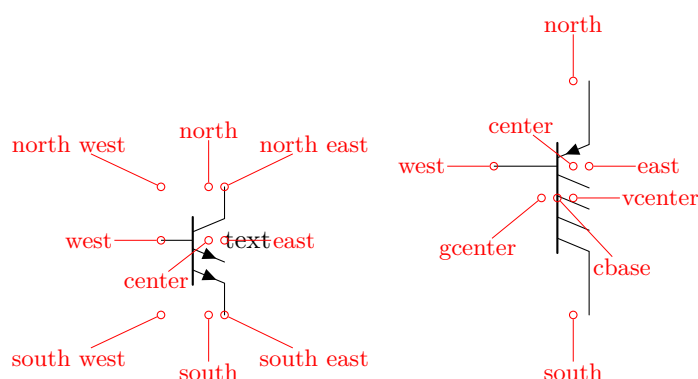 north
north west
north
north east
center
west
east
west
text
east
vcenter
gcenter
cbase
center
south west
south
south east
south